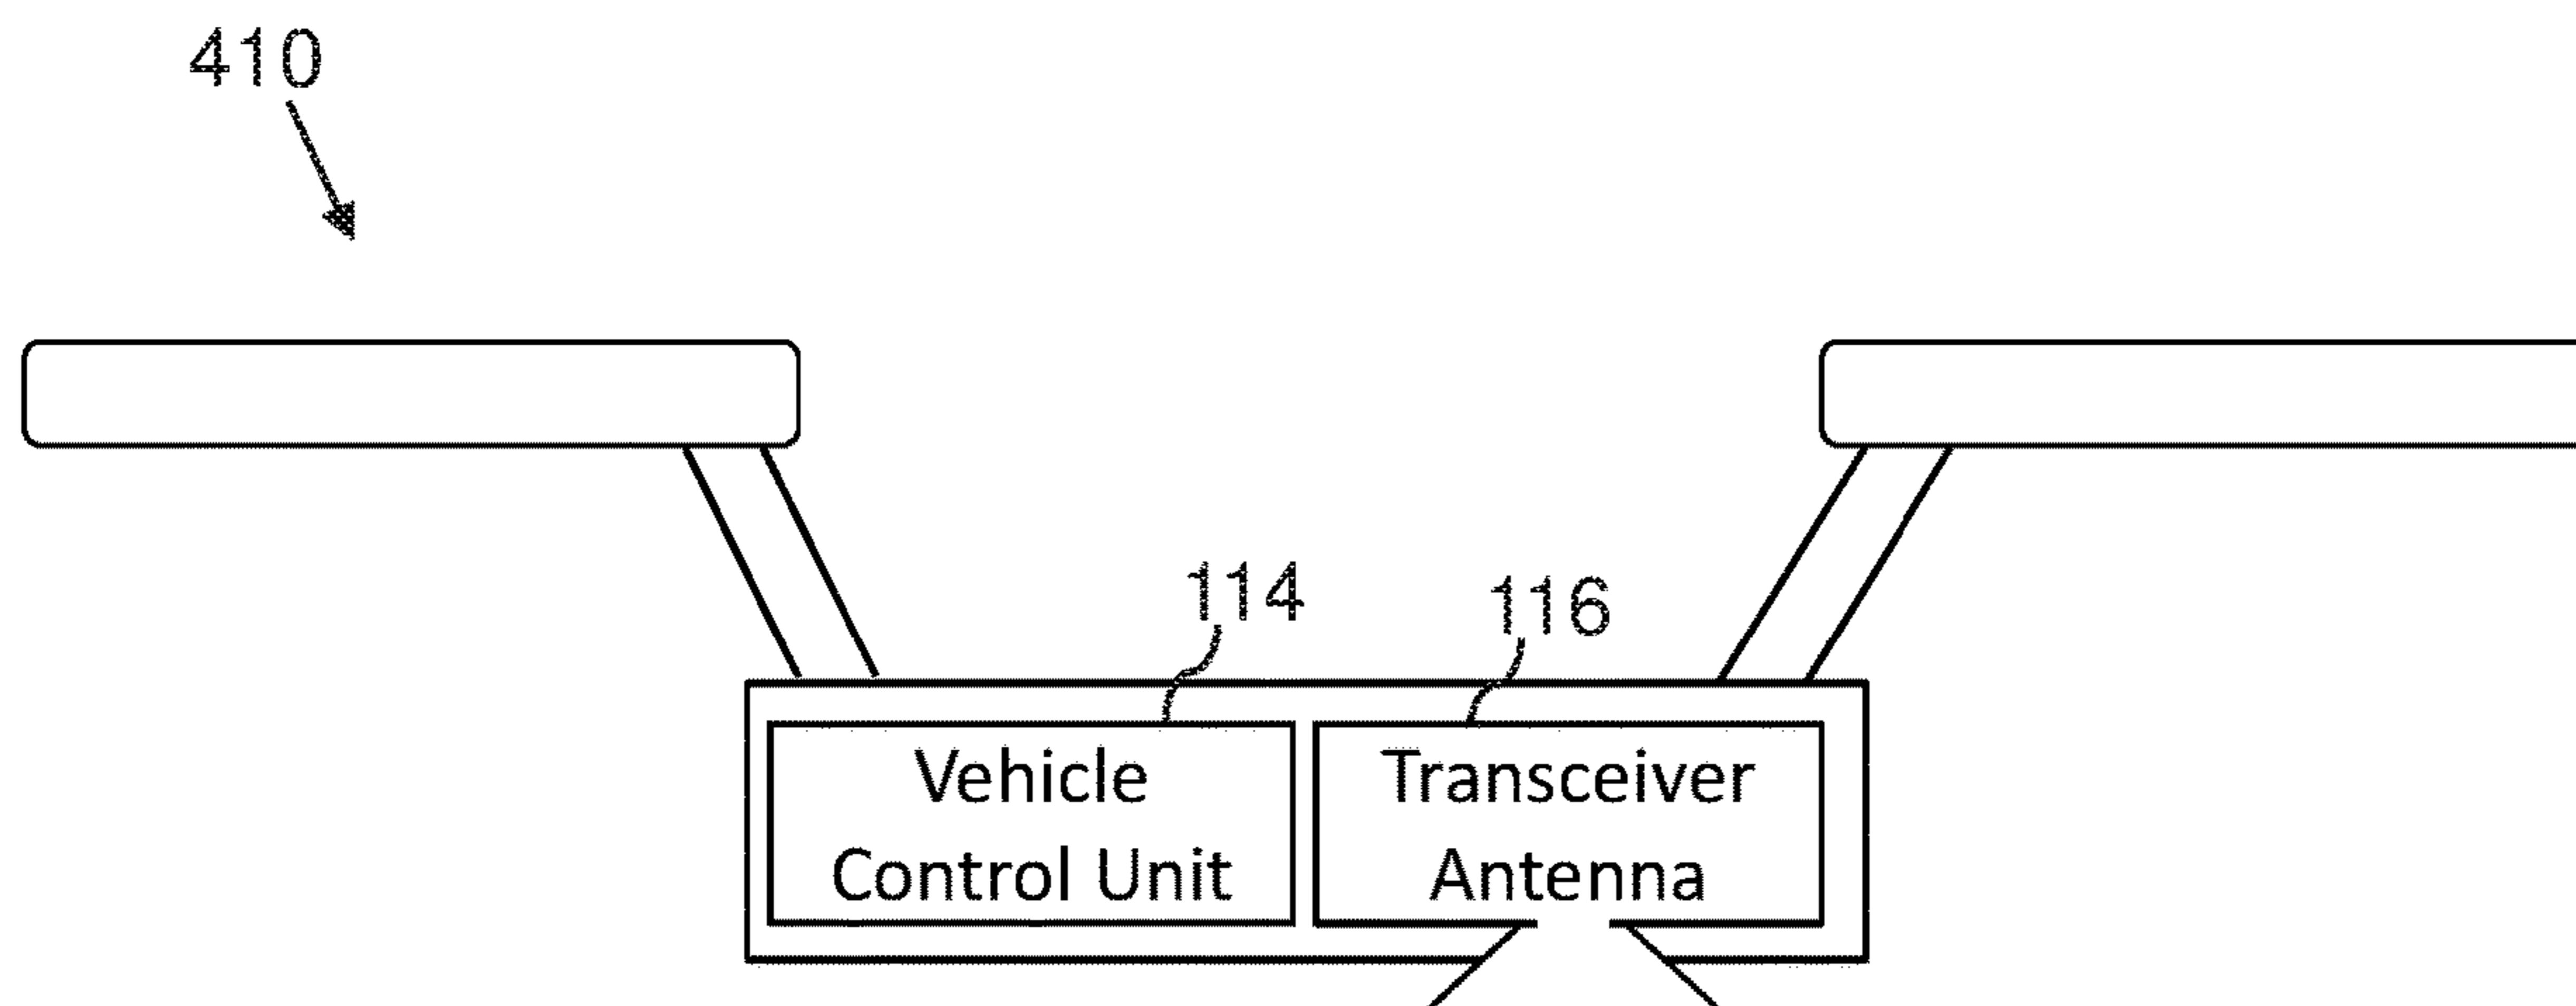 410
114
116
Vehicle
Control Unit
Transceiver
Antenna